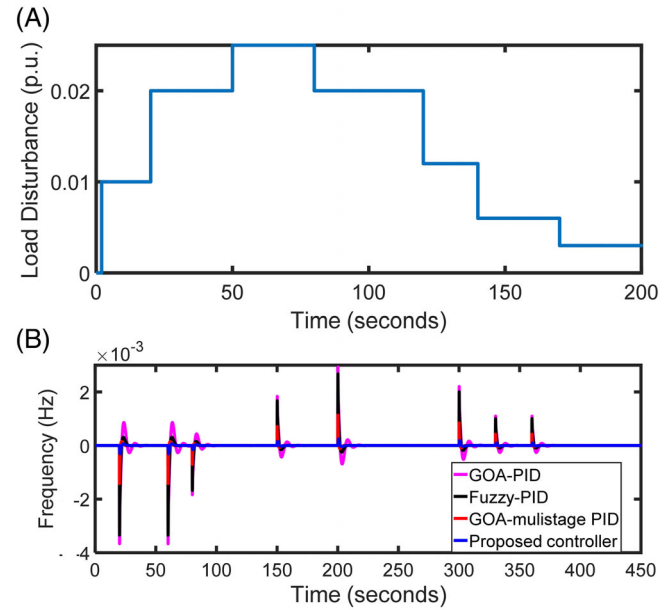 (A)
Load Disturbance (p.u.)
0.02
0.01
0
0 50 100 150 200
Time (seconds)
(B)
×10⁻³
Frequency (Hz)
2
0
-2
-4
GOA-PID
Fuzzy-PID
GOA-mulistage PID
Proposed controller
0 50 100 150 200 250 300 350 400 450
Time (seconds)